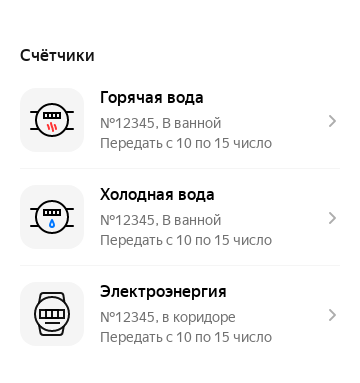 Счётчики
Горячая вода
№12345, В ванной
Передать с 10 по 15 число
Холодная вода
№12345, В ванной
Передать с 10 по 15 число
Электроэнергия
№12345, в коридоре
Передать с 10 по 15 число